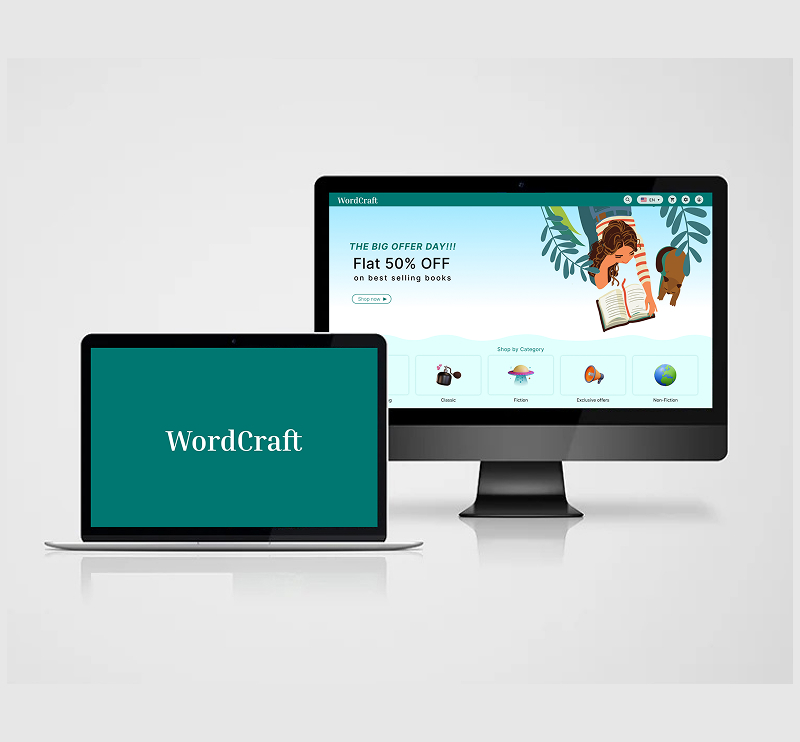 WordCraft
EN
THE BIG OFFER DAY!!!
Flat 50% OFF
on best selling books
Shop now
Shop by Category
Classic
Fiction
Exclusive offers
Non-Fiction
WordCraft